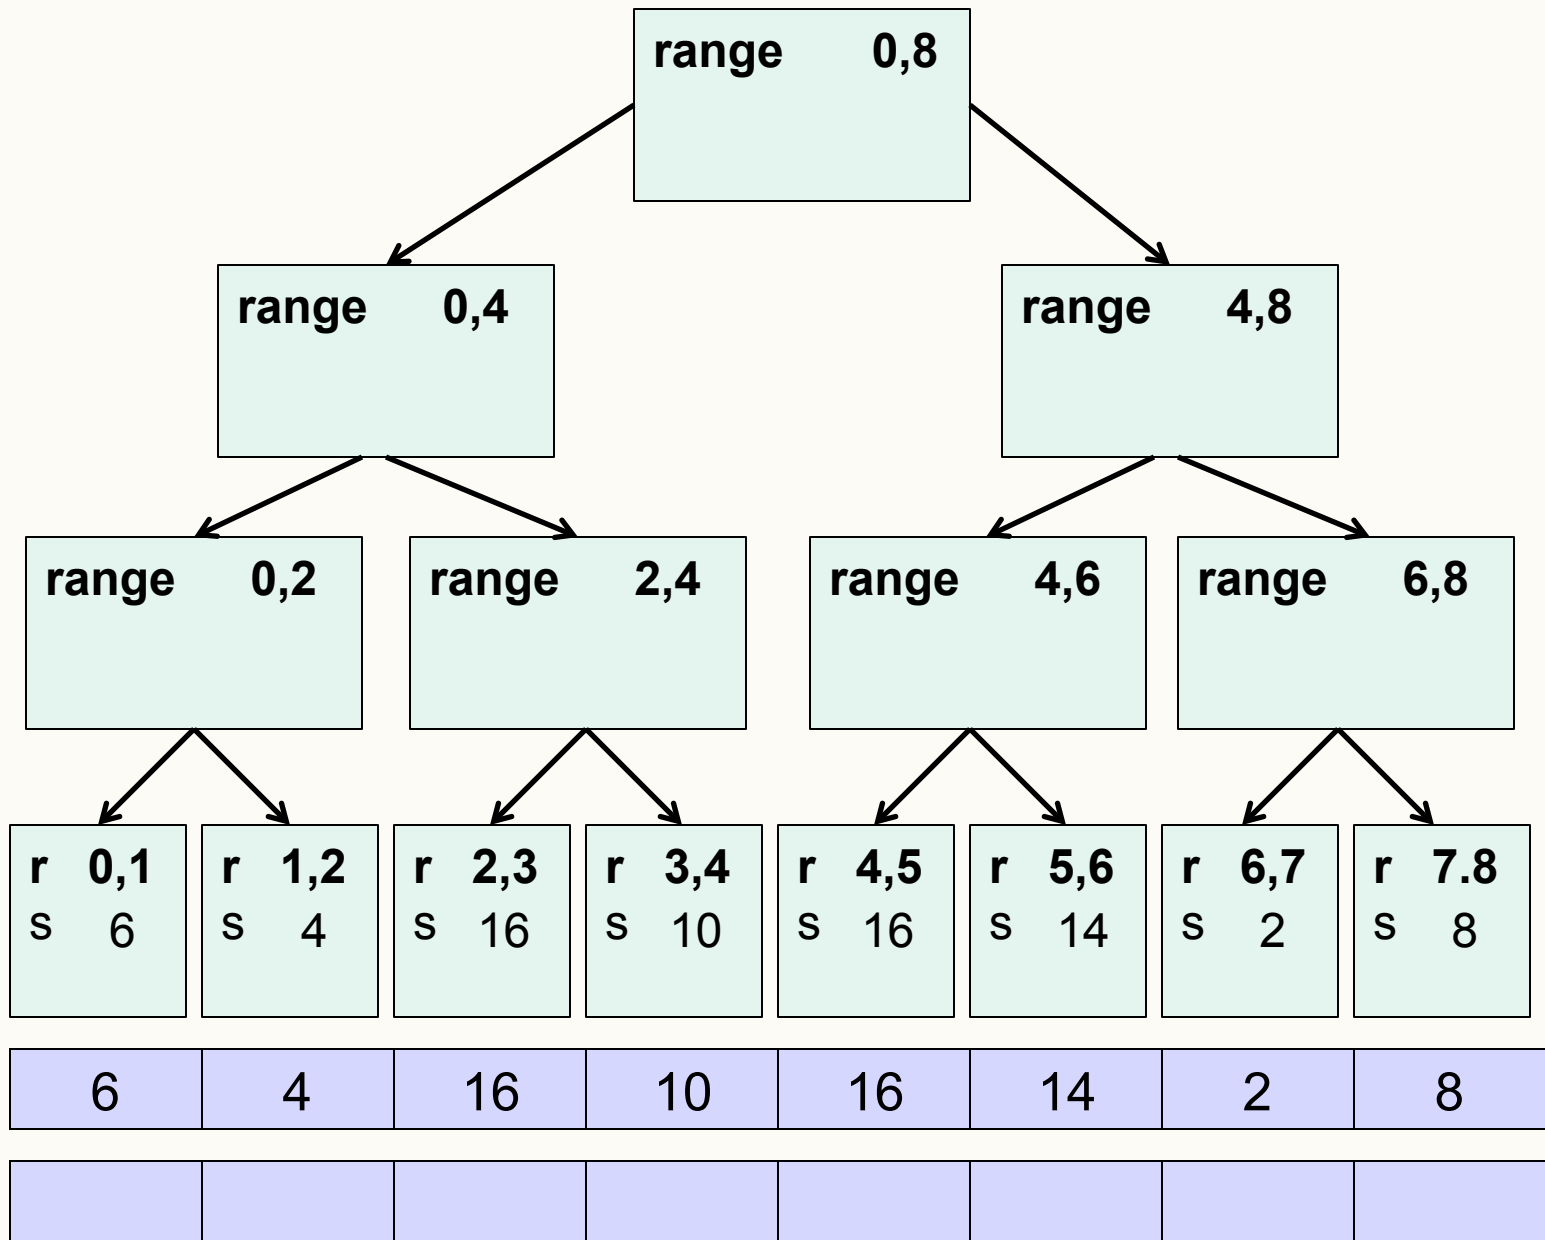 range 0,8
range 0,4
range 4,8
range 0,2
range 2,4
range 4,6
range 6,8
r 0,1
s 6
r 1,2
s 4
r 2,3
s 16
r 3,4
s 10
r 4,5
s 16
r 5,6
s 14
r 6,7
s 2
r 7.8
s 8
6 4 16 10 16 14 2 8